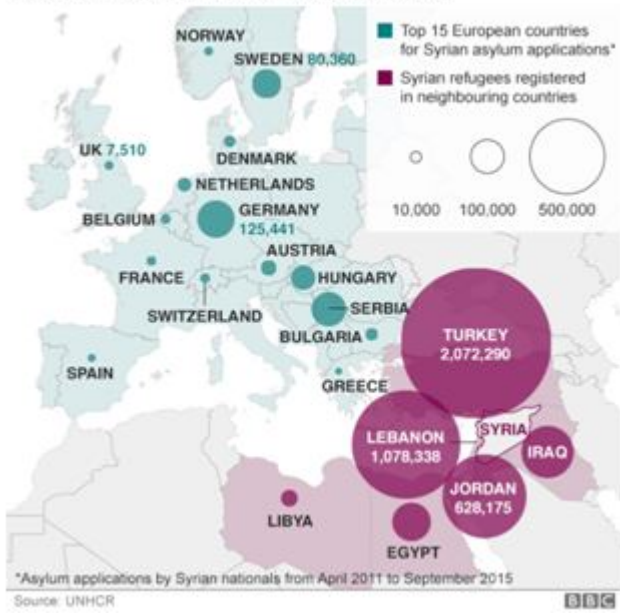 Top 15 European countries
for Syrian asylum applications*
Syrian refugees registered
in neighbouring countries
10,000 100,000 500,000
NORWAY
SWEDEN 80,360
UK 7,510
DENMARK
NETHERLANDS
BELGIUM
GERMANY
125,441
AUSTRIA
FRANCE
HUNGARY
SWITZERLAND
SERBIA
BULGARIA
SPAIN
GREECE
TURKEY
2,072,290
LEBANON
1,078,338
SYRIA
IRAQ
JORDAN
628,175
LIBYA
EGYPT
*Asylum applications by Syrian nationals from April 2011 to September 2015
Source: UNHCR
BBC